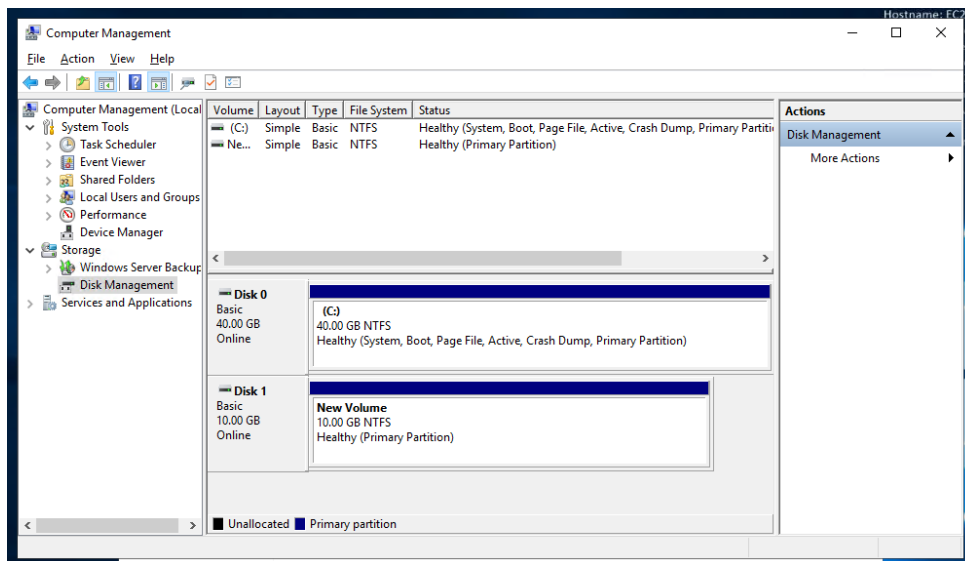 Hostname: EC2
Computer Management
File Action View Help
Computer Management (Local
System Tools
Task Scheduler
Event Viewer
Shared Folders
Local Users and Groups
Performance
Device Manager
Storage
Windows Server Backup
Disk Management
Services and Applications
Volume Layout Type File System Status
(C:) Simple Basic NTFS Healthy (System, Boot, Page File, Active, Crash Dump, Primary Partiti
Ne... Simple Basic NTFS Healthy (Primary Partition)
Disk 0
Basic
40.00 GB
Online
(C:)
40.00 GB NTFS
Healthy (System, Boot, Page File, Active, Crash Dump, Primary Partition)
Disk 1
Basic
10.00 GB
Online
New Volume
10.00 GB NTFS
Healthy (Primary Partition)
Unallocated Primary partition
Actions
Disk Management
More Actions